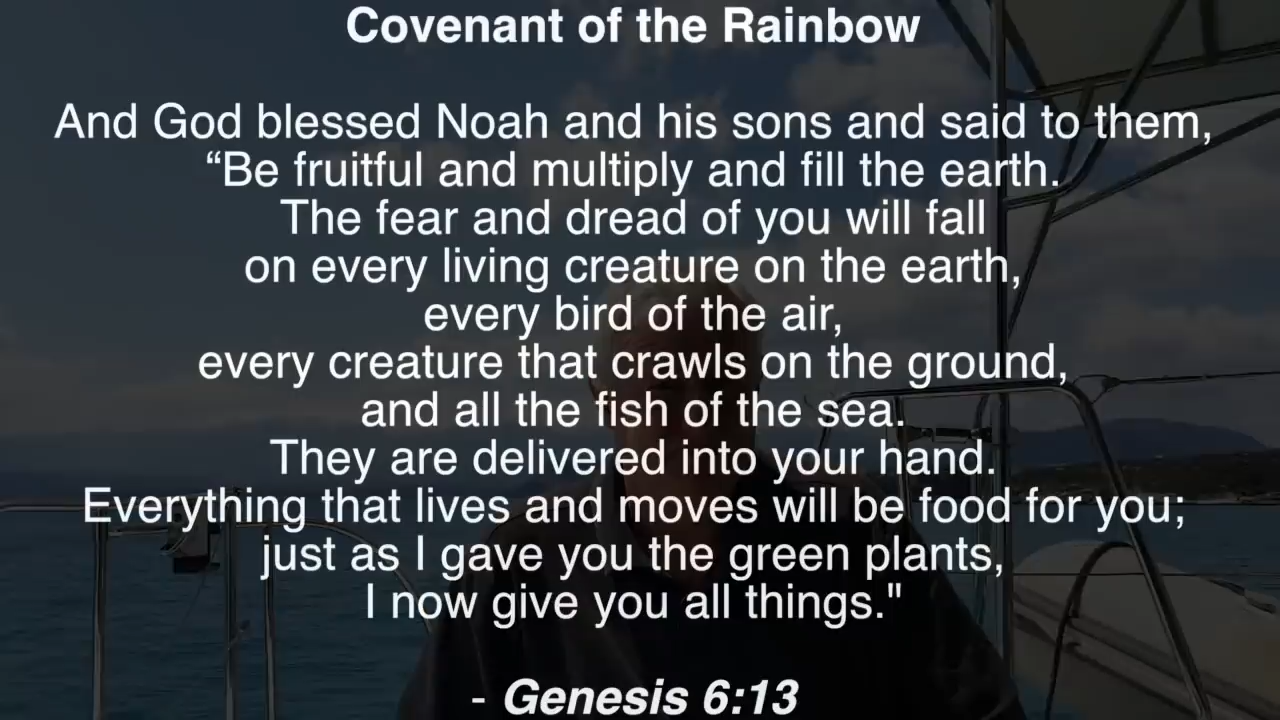 Covenant of the Rainbow
And God blessed Noah and his sons and said to them,
“Be fruitful and multiply and fill the earth.
The fear and dread of you will fall
on every living creature on the earth,
every bird of the air,
every creature that crawls on the ground,
and all the fish of the sea.
They are delivered into your hand.
Everything that lives and moves will be food for you;
just as I gave you the green plants,
I now give you all things."
- Genesis 6:13